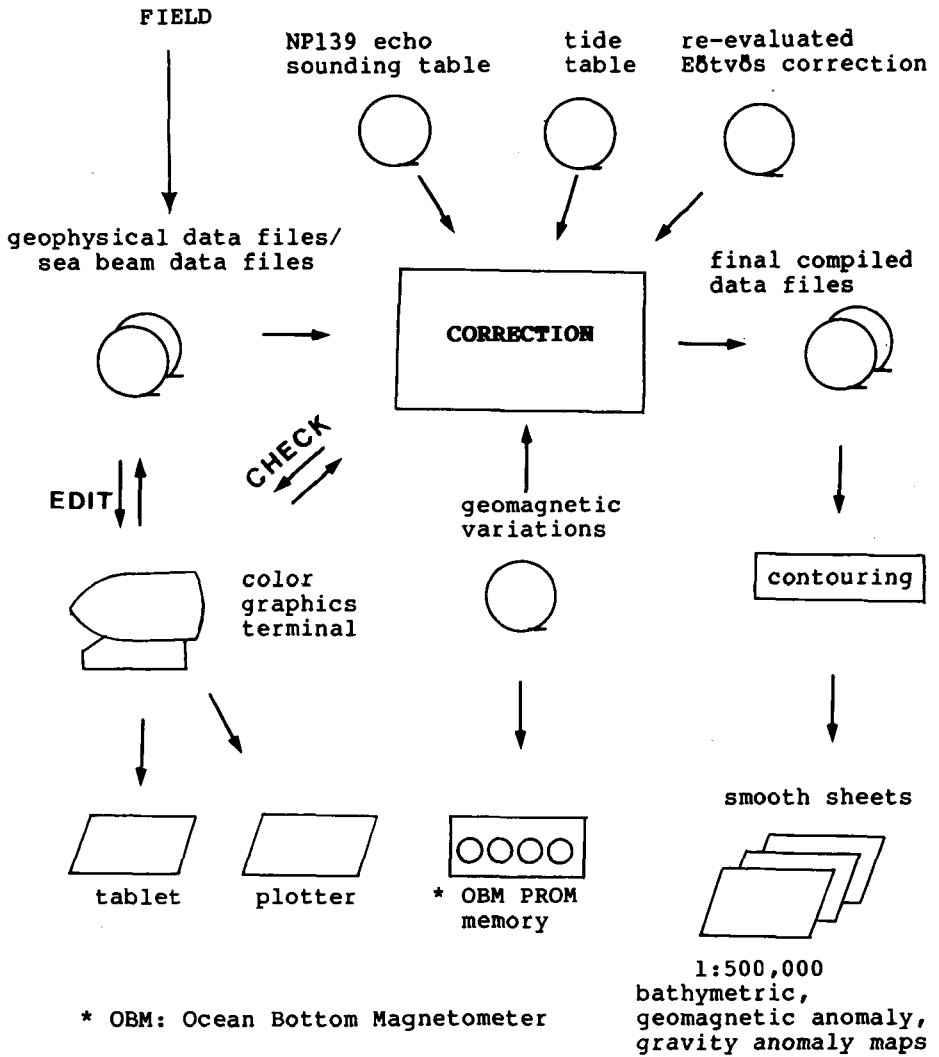 FIELD
NP139 echo
sounding table
tide
table
re-evaluated
Eötvös correction
geophysical data files/
sea beam data files
CORRECTION
final compiled
data files
CHECK
EDIT
geomagnetic
variations
color
graphics
terminal
contouring
smooth sheets
tablet
plotter
* OBM PROM
memory
1:500,000
bathymetric,
geomagnetic anomaly,
gravity anomaly maps
* OBM: Ocean Bottom Magnetometer